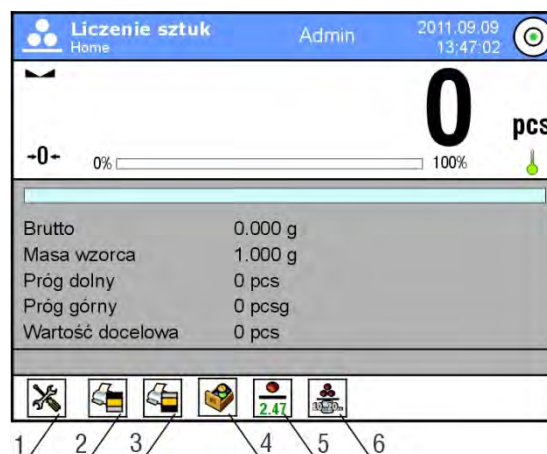 Liczenie sztuk Admin 2011.09.09
Home 13:47:02
0 pcs
→0← 0% 100%
Brutto 0.000 g
Masa wzorca 1.000 g
Próg dolny 0 pcs
Próg górny 0 pcsg
Wartość docelowa 0 pcs
2.47
1 2 3 4 5 6